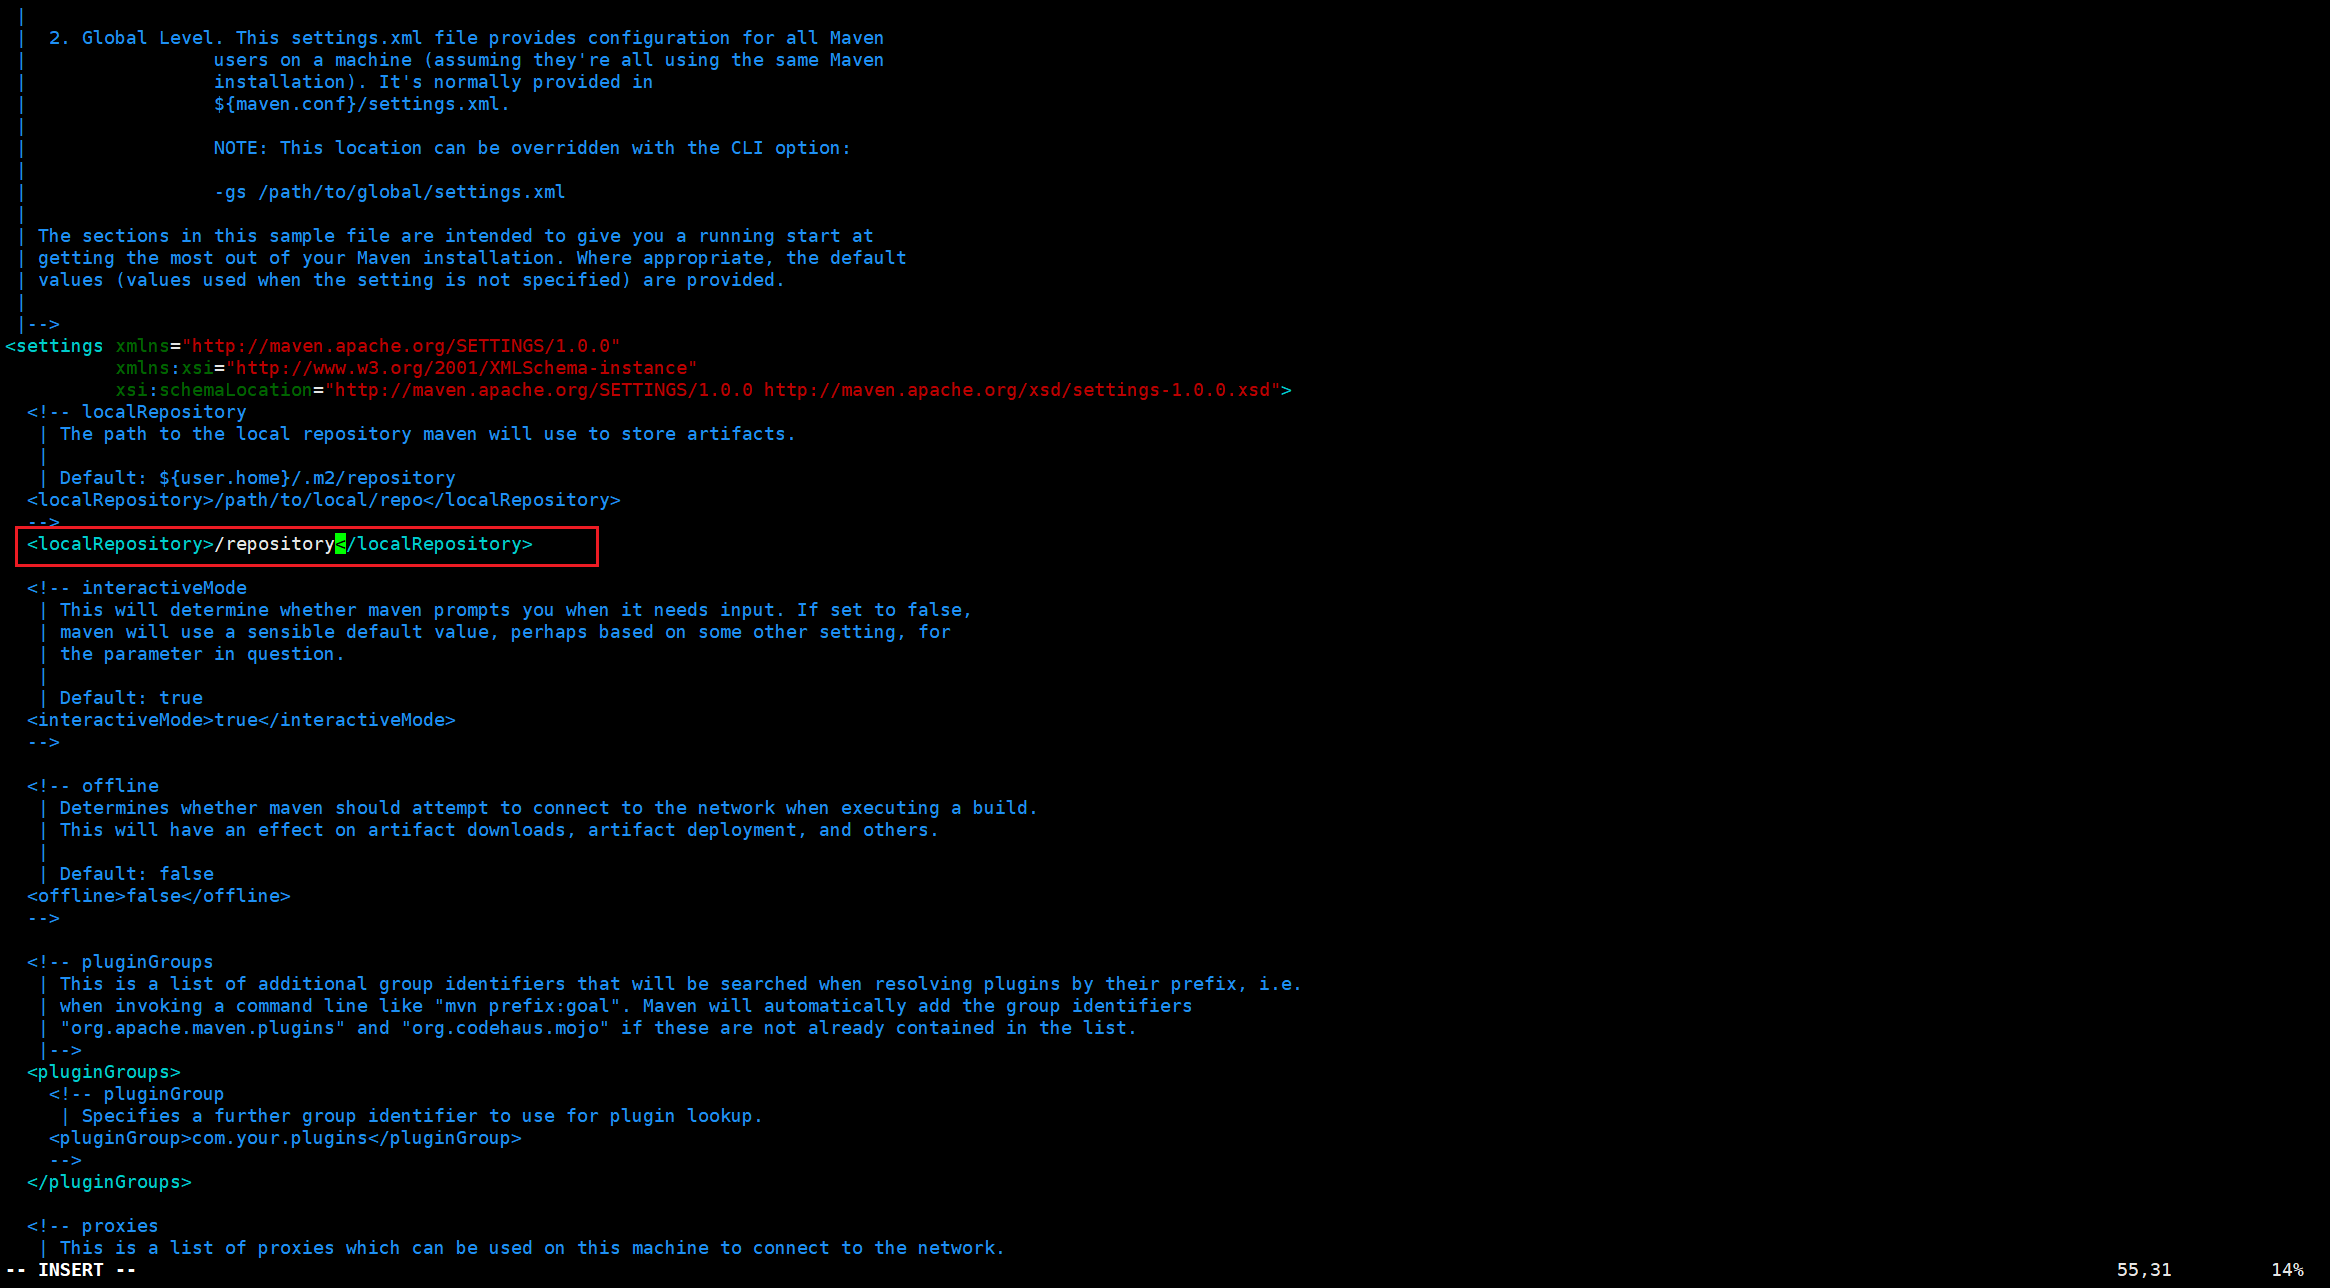 |
|  2. Global Level. This settings.xml file provides configuration for all Maven
|                 users on a machine (assuming they're all using the same Maven
|                 installation). It's normally provided in
|                 ${maven.conf}/settings.xml.
|
|                 NOTE: This location can be overridden with the CLI option:
|
|                 -gs /path/to/global/settings.xml
|
| The sections in this sample file are intended to give you a running start at
| getting the most out of your Maven installation. Where appropriate, the default
| values (values used when the setting is not specified) are provided.
|
|-->
<settings xmlns="http://maven.apache.org/SETTINGS/1.0.0"
          xmlns:xsi="http://www.w3.org/2001/XMLSchema-instance"
          xsi:schemaLocation="http://maven.apache.org/SETTINGS/1.0.0 http://maven.apache.org/xsd/settings-1.0.0.xsd">
  <!-- localRepository
   | The path to the local repository maven will use to store artifacts.
   |
   | Default: ${user.home}/.m2/repository
  <localRepository>/path/to/local/repo</localRepository>
  -->
  <localRepository>/repository</localRepository>

  <!-- interactiveMode
   | This will determine whether maven prompts you when it needs input. If set to false,
   | maven will use a sensible default value, perhaps based on some other setting, for
   | the parameter in question.
   |
   | Default: true
  <interactiveMode>true</interactiveMode>
  -->

  <!-- offline
   | Determines whether maven should attempt to connect to the network when executing a build.
   | This will have an effect on artifact downloads, artifact deployment, and others.
   |
   | Default: false
  <offline>false</offline>
  -->

  <!-- pluginGroups
   | This is a list of additional group identifiers that will be searched when resolving plugins by their prefix, i.e.
   | when invoking a command line like "mvn prefix:goal". Maven will automatically add the group identifiers
   | "org.apache.maven.plugins" and "org.codehaus.mojo" if these are not already contained in the list.
   |-->
  <pluginGroups>
    <!-- pluginGroup
     | Specifies a further group identifier to use for plugin lookup.
    <pluginGroup>com.your.plugins</pluginGroup>
    -->
  </pluginGroups>

  <!-- proxies
   | This is a list of proxies which can be used on this machine to connect to the network.
-- INSERT --                    55,31         14%